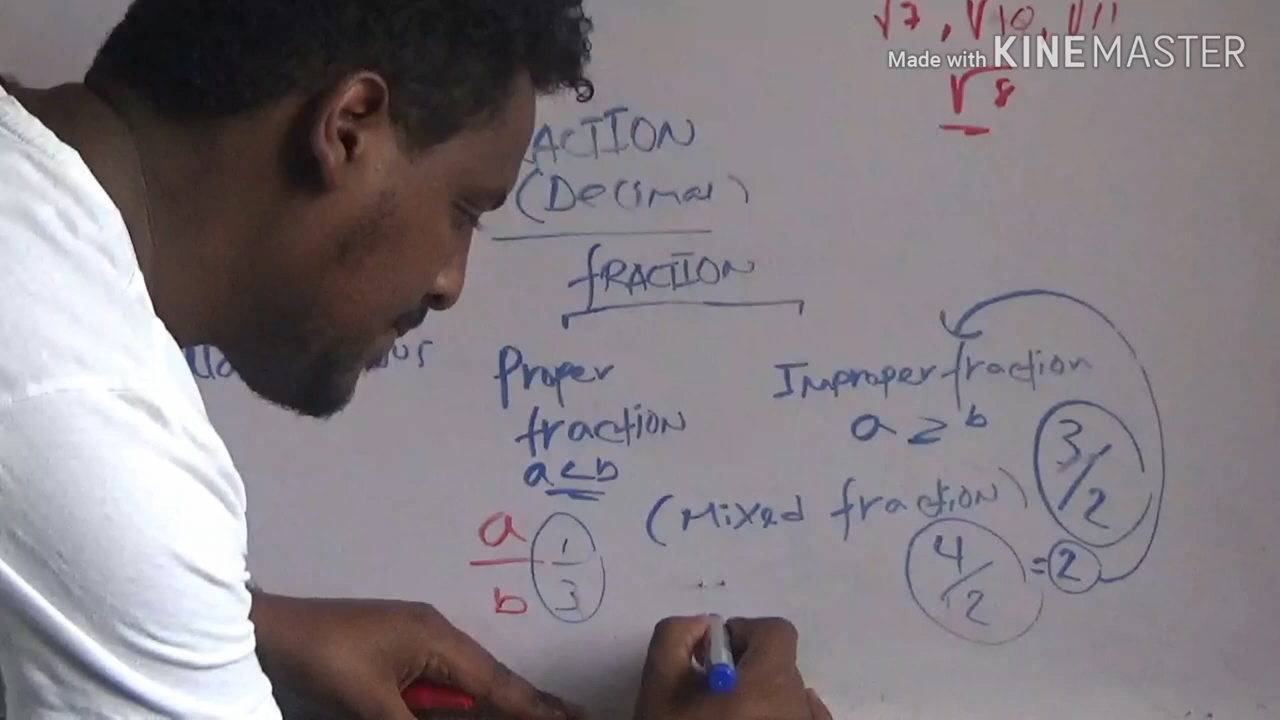 √7, √10, √11
Made with KINEMASTER
√8
ACTION
(Decimal)
fRACTION
Proper
fraction
a < b
Improper fraction
a ≥ b
3/2
(Mixed fraction)
a
b
1
3
4/2 = 2